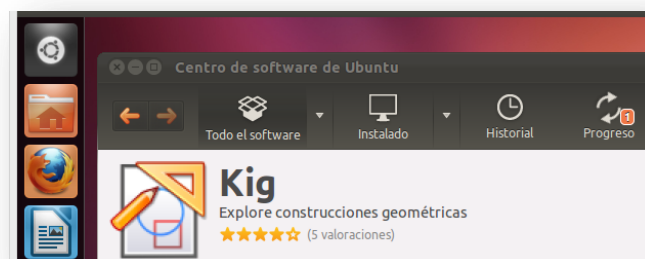 Centro de software de Ubuntu
Todo el software
Instalado
Historial
Progreso
1
Kig
Explore construcciones geométricas
(5 valoraciones)